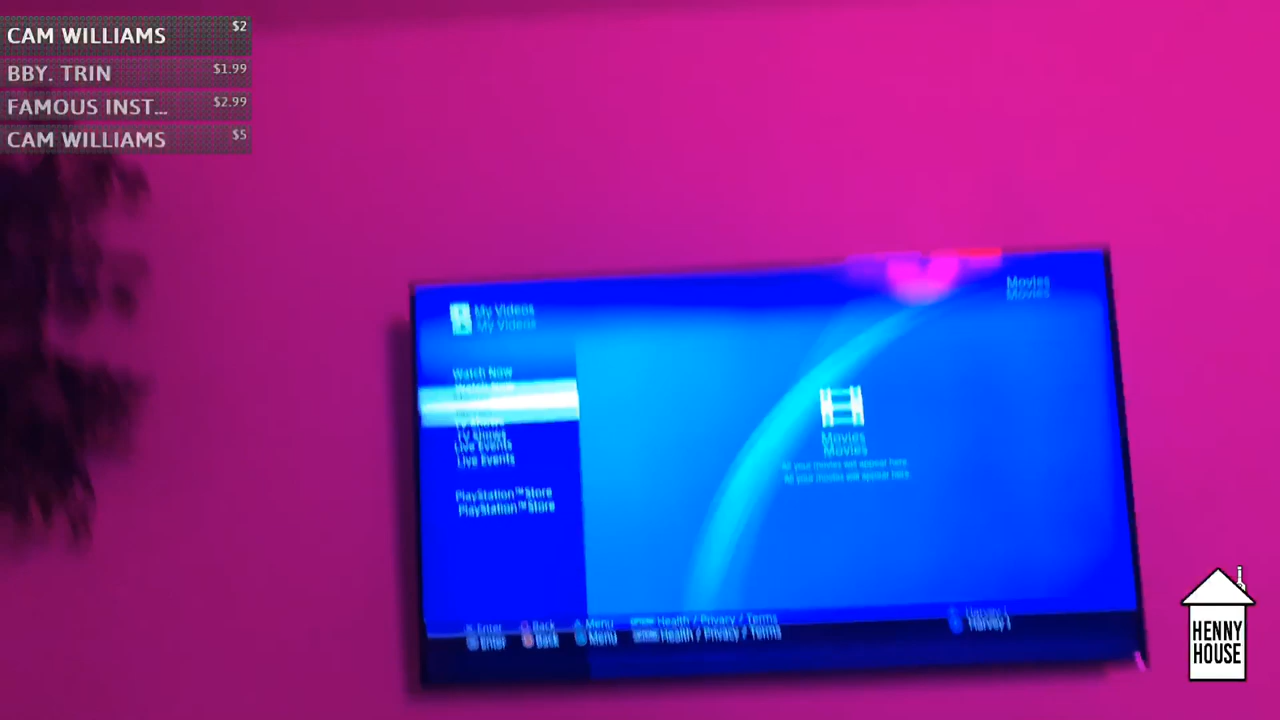 CAM WILLIAMS $2
BBY. TRIN $1.99
FAMOUS INST... $2.99
CAM WILLIAMS $5
My Videos
Movies
Watch Now
TV Shows
Live Events
PlayStation™Store
Movies
All your movies will appear here.
Enter Back Menu OPTIONS Health / Privacy / Terms
HENNY
HOUSE